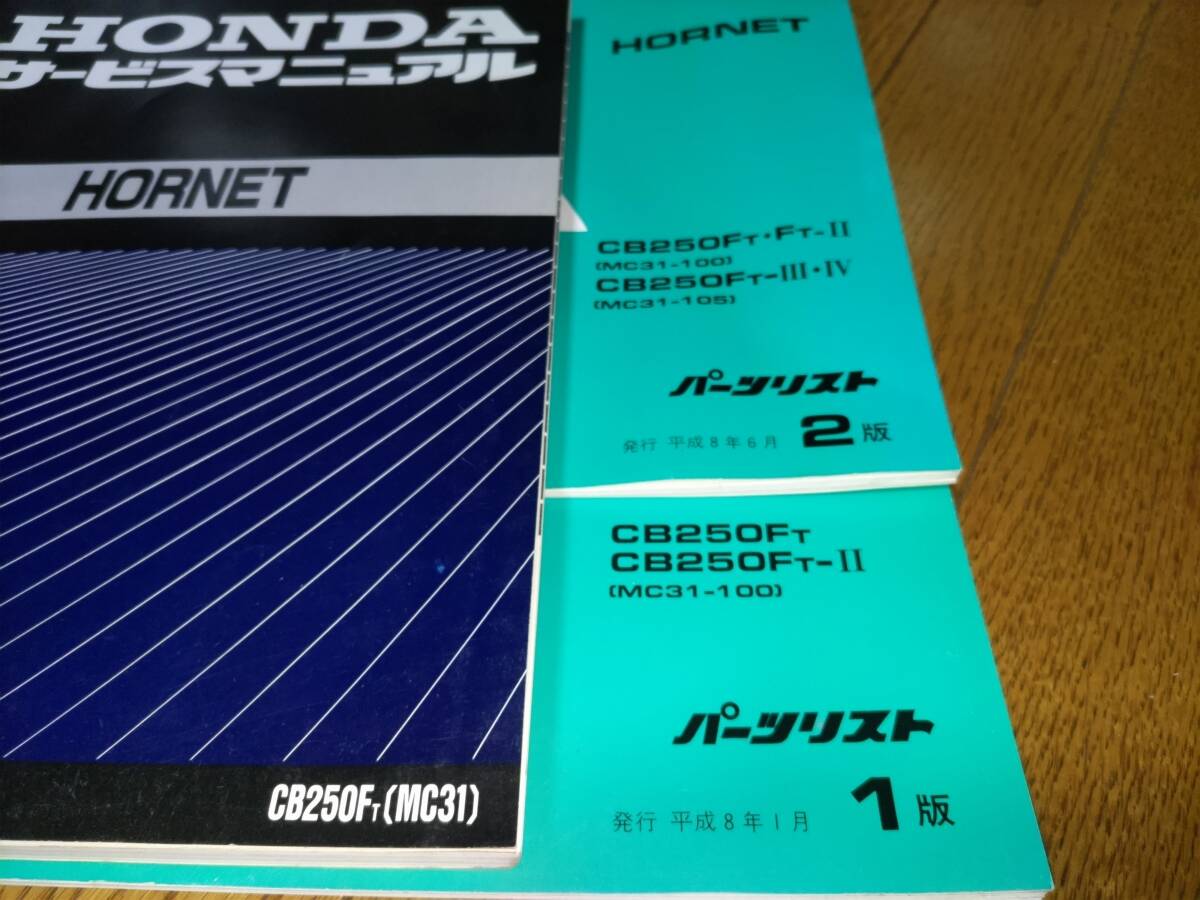 HONDA
サービスマニュアル
HORNET
CB250FT(MC31)
HORNET
CB250FT・FT-II
(MC31-100)
CB250FT-III・IV
(MC31-105)
パーツリスト
発行 平成8年6月 2版
CB250FT
CB250FT-II
(MC31-100)
パーツリスト
発行 平成8年1月 1版